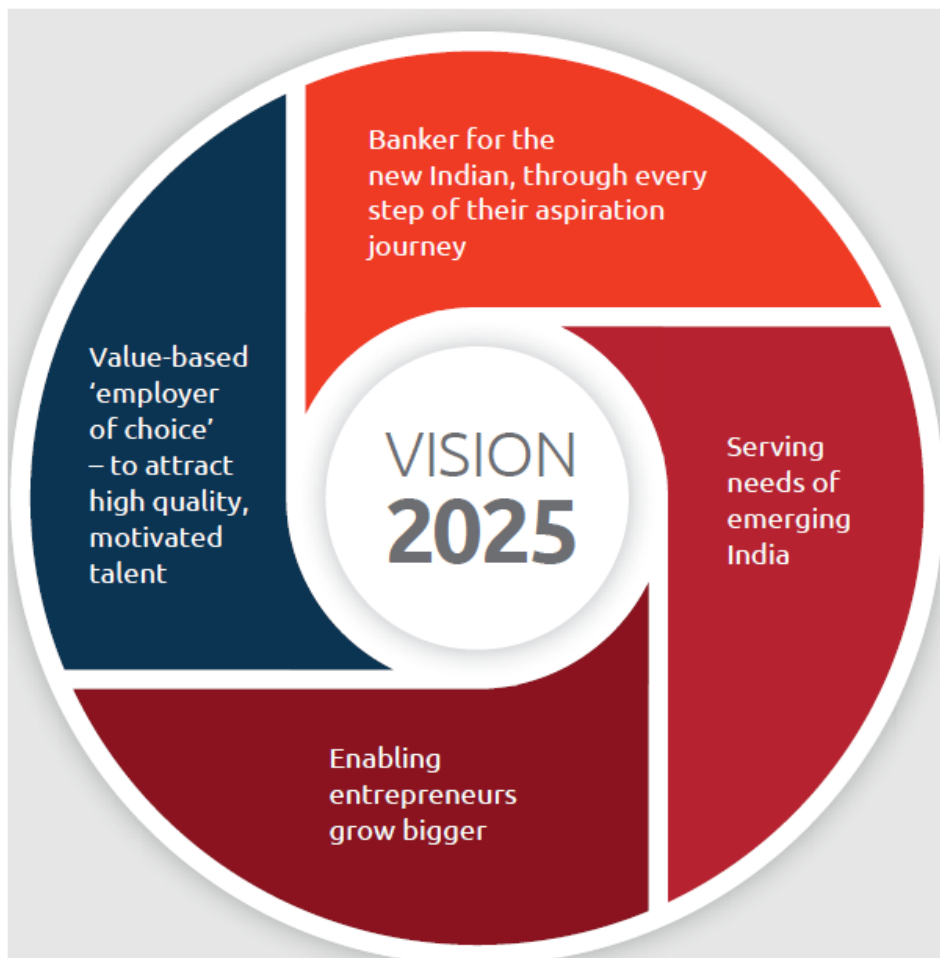 Banker for the
new Indian, through every
step of their aspiration
journey
Value-based
‘employer
of choice’
– to attract
high quality,
motivated
talent
VISION
2025
Serving
needs of
emerging
India
Enabling
entrepreneurs
grow bigger